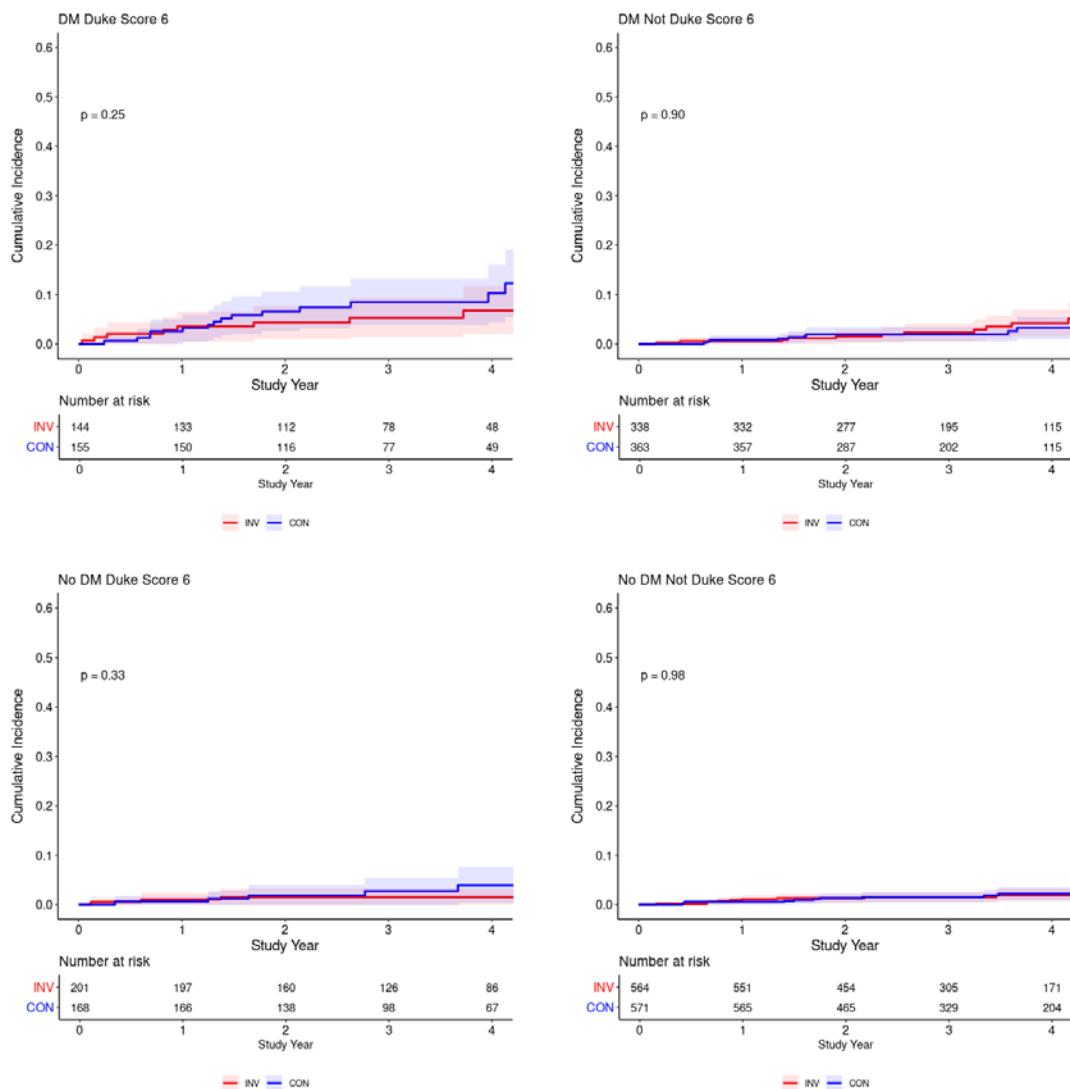 DM Duke Score 6
Cumulative Incidence
0.6
0.5
0.4
0.3
0.2
0.1
0.0
p = 0.25
0 1 2 3 4
Study Year
Number at risk
INV 144 133 112 78 48
CON 155 150 116 77 49
0 1 2 3 4
Study Year
INV CON
DM Not Duke Score 6
Cumulative Incidence
0.6
0.5
0.4
0.3
0.2
0.1
0.0
p = 0.90
0 1 2 3 4
Study Year
Number at risk
INV 338 332 277 195 115
CON 363 357 287 202 115
0 1 2 3 4
Study Year
INV CON
No DM Duke Score 6
Cumulative Incidence
0.6
0.5
0.4
0.3
0.2
0.1
0.0
p = 0.33
0 1 2 3 4
Study Year
Number at risk
INV 201 197 160 126 86
CON 168 166 138 98 67
0 1 2 3 4
Study Year
INV CON
No DM Not Duke Score 6
Cumulative Incidence
0.6
0.5
0.4
0.3
0.2
0.1
0.0
p = 0.98
0 1 2 3 4
Study Year
Number at risk
INV 564 551 454 305 171
CON 571 565 465 329 204
0 1 2 3 4
Study Year
INV CON